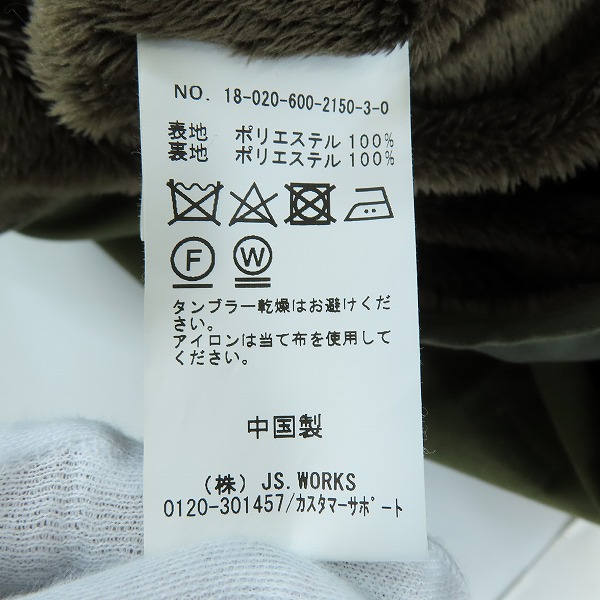 NO. 18-020-600-2150-3-0
表地 ポリエステル 100%
裏地 ポリエステル 100%
F W
タンブラー乾燥はお避けくだ
さい。
アイロンは当て布を使用して
ください。
中国製
(株) JS.WORKS
0120-301457/カスタマーサポート